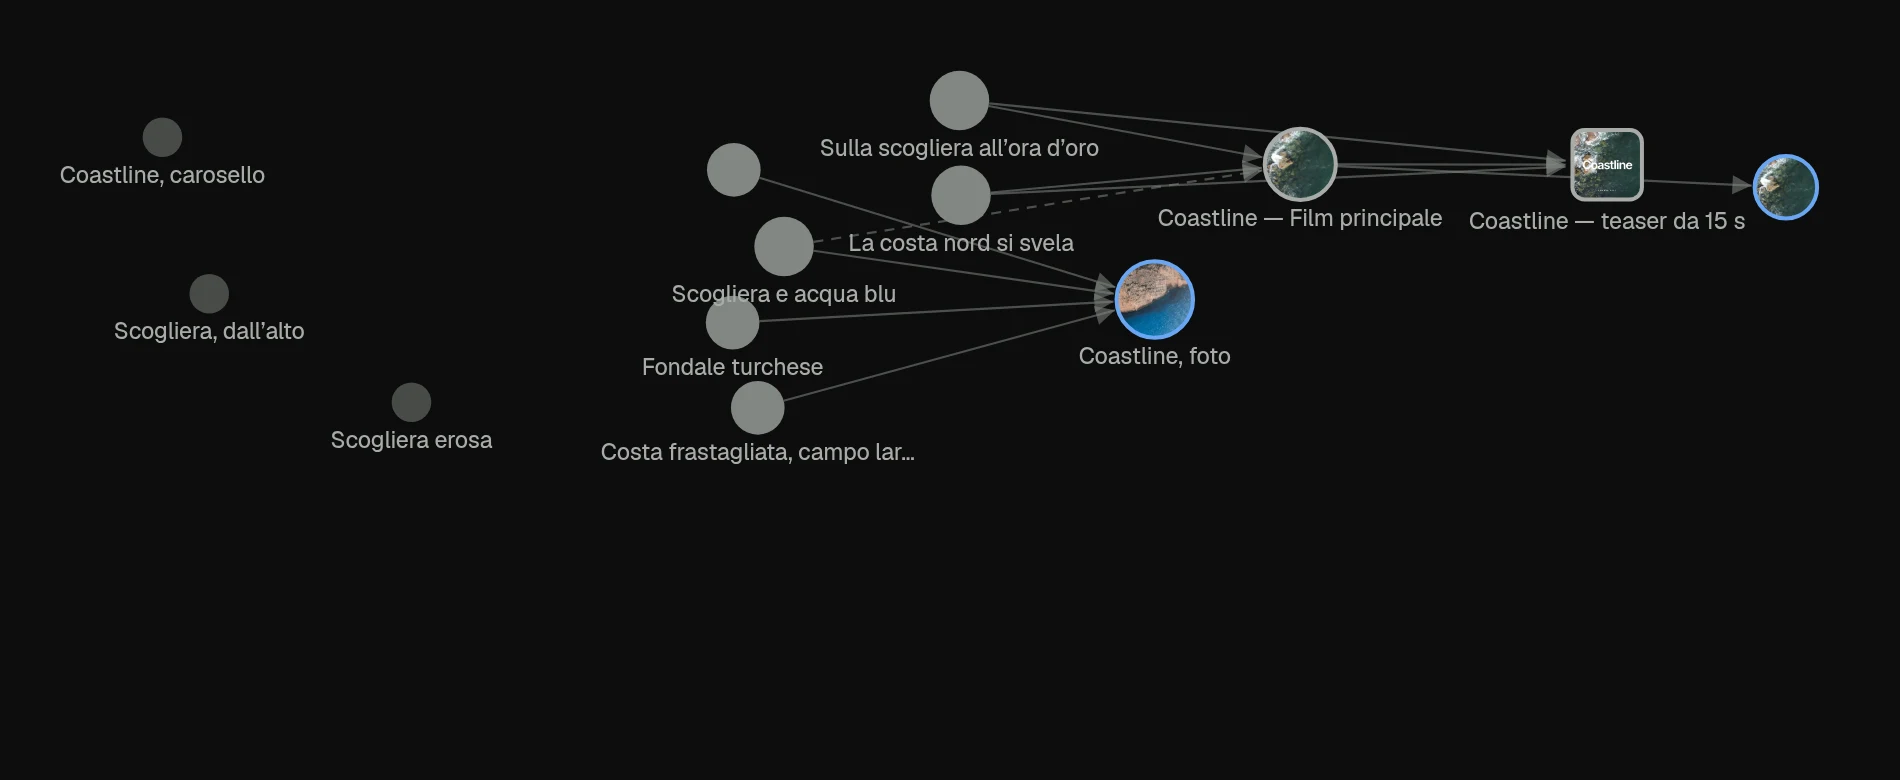 Sulla scogliera all’ora d’oro
Coastline, carosello
Coastline
Coastline — Film principale
Coastline — teaser da 15 s
La costa nord si svela
Scogliera e acqua blu
Scogliera, dall’alto
Coastline, foto
Fondale turchese
Scogliera erosa
Costa frastagliata, campo lar...